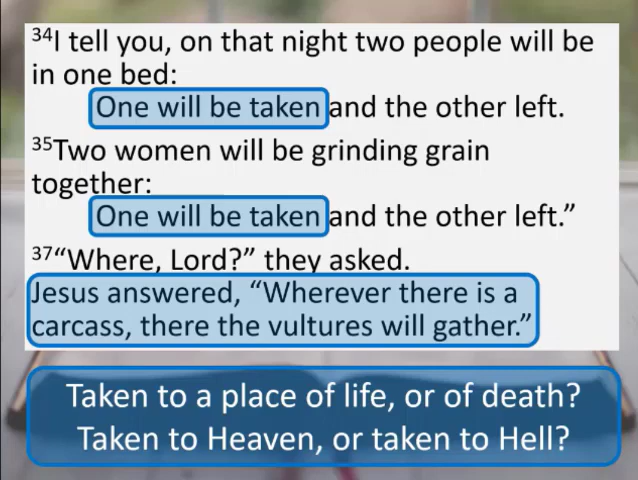 ³⁴I tell you, on that night two people will be
in one bed:
One will be taken and the other left.
³⁵Two women will be grinding grain
together:
One will be taken and the other left.”
³⁷“Where, Lord?” they asked.
Jesus answered, “Wherever there is a
carcass, there the vultures will gather.”
Taken to a place of life, or of death?
Taken to Heaven, or taken to Hell?